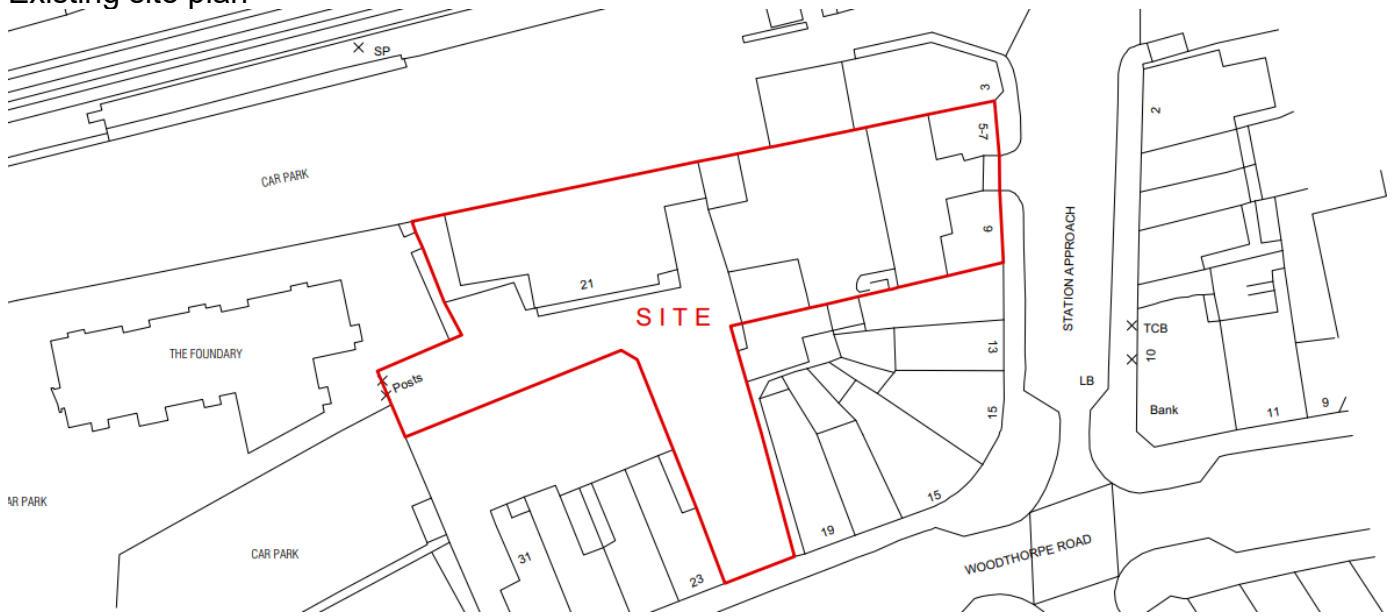 Existing site plan
SP
CAR PARK
3
5-7
2
21
9
SITE
STATION APPROACH
THE FOUNDARY
Posts
TCB
10
13
LB
15
Bank
11
9
AR PARK
CAR PARK
31
23
19
15
WOODTHORPE ROAD